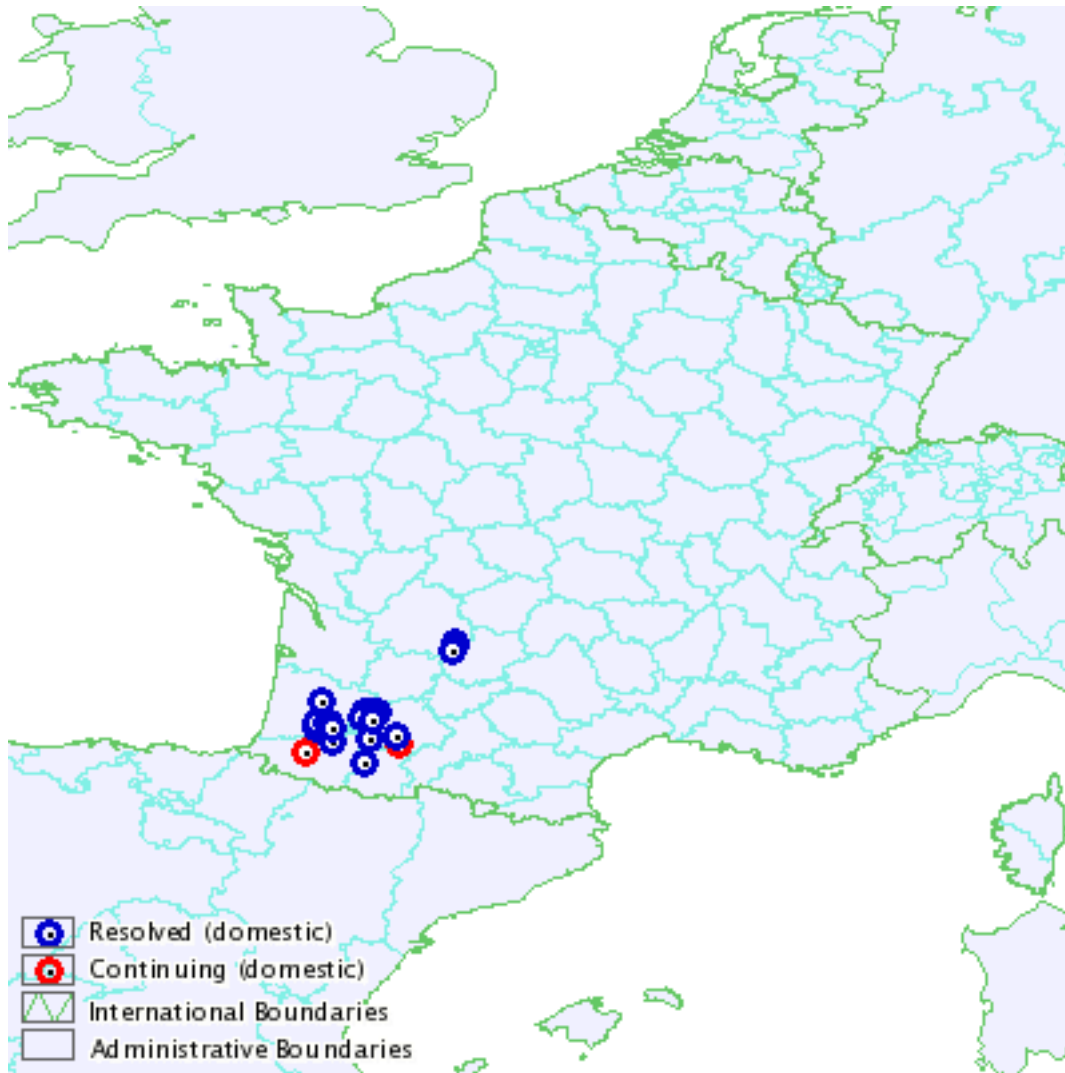 Resolved (domestic)
Continuing (domestic)
International Boundaries
Administrative Boundaries